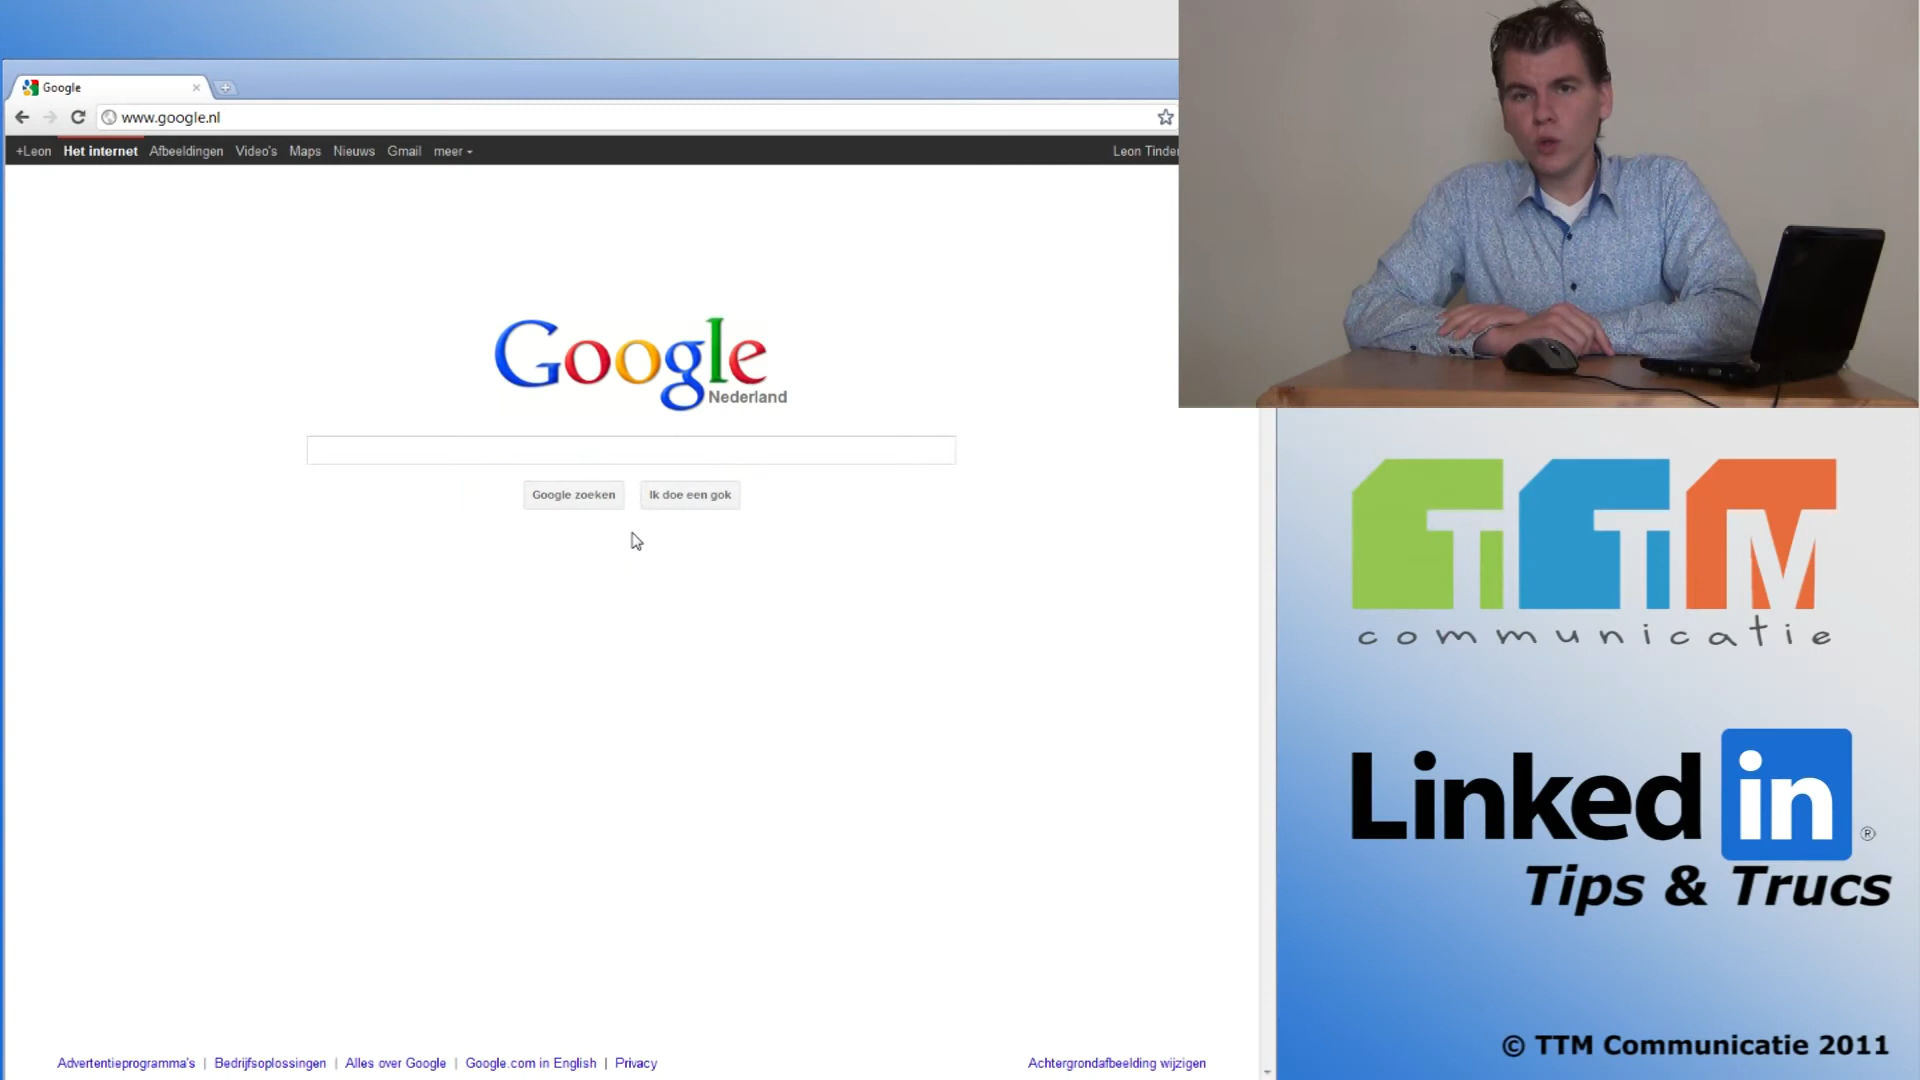 Google
www.google.nl
+Leon Het internet Afbeeldingen Video's Maps Nieuws Gmail meer
Leon
Google
Nederland
Google zoeken Ik doe een gok
TTM
communicatie
Linked in ®
Tips & Trucs
© TTM Communicatie 2011
Advertentieprogramma's | Bedrijfsoplossingen | Alles over Google | Google.com in English | Privacy
Achtergrondafbeelding wijzigen